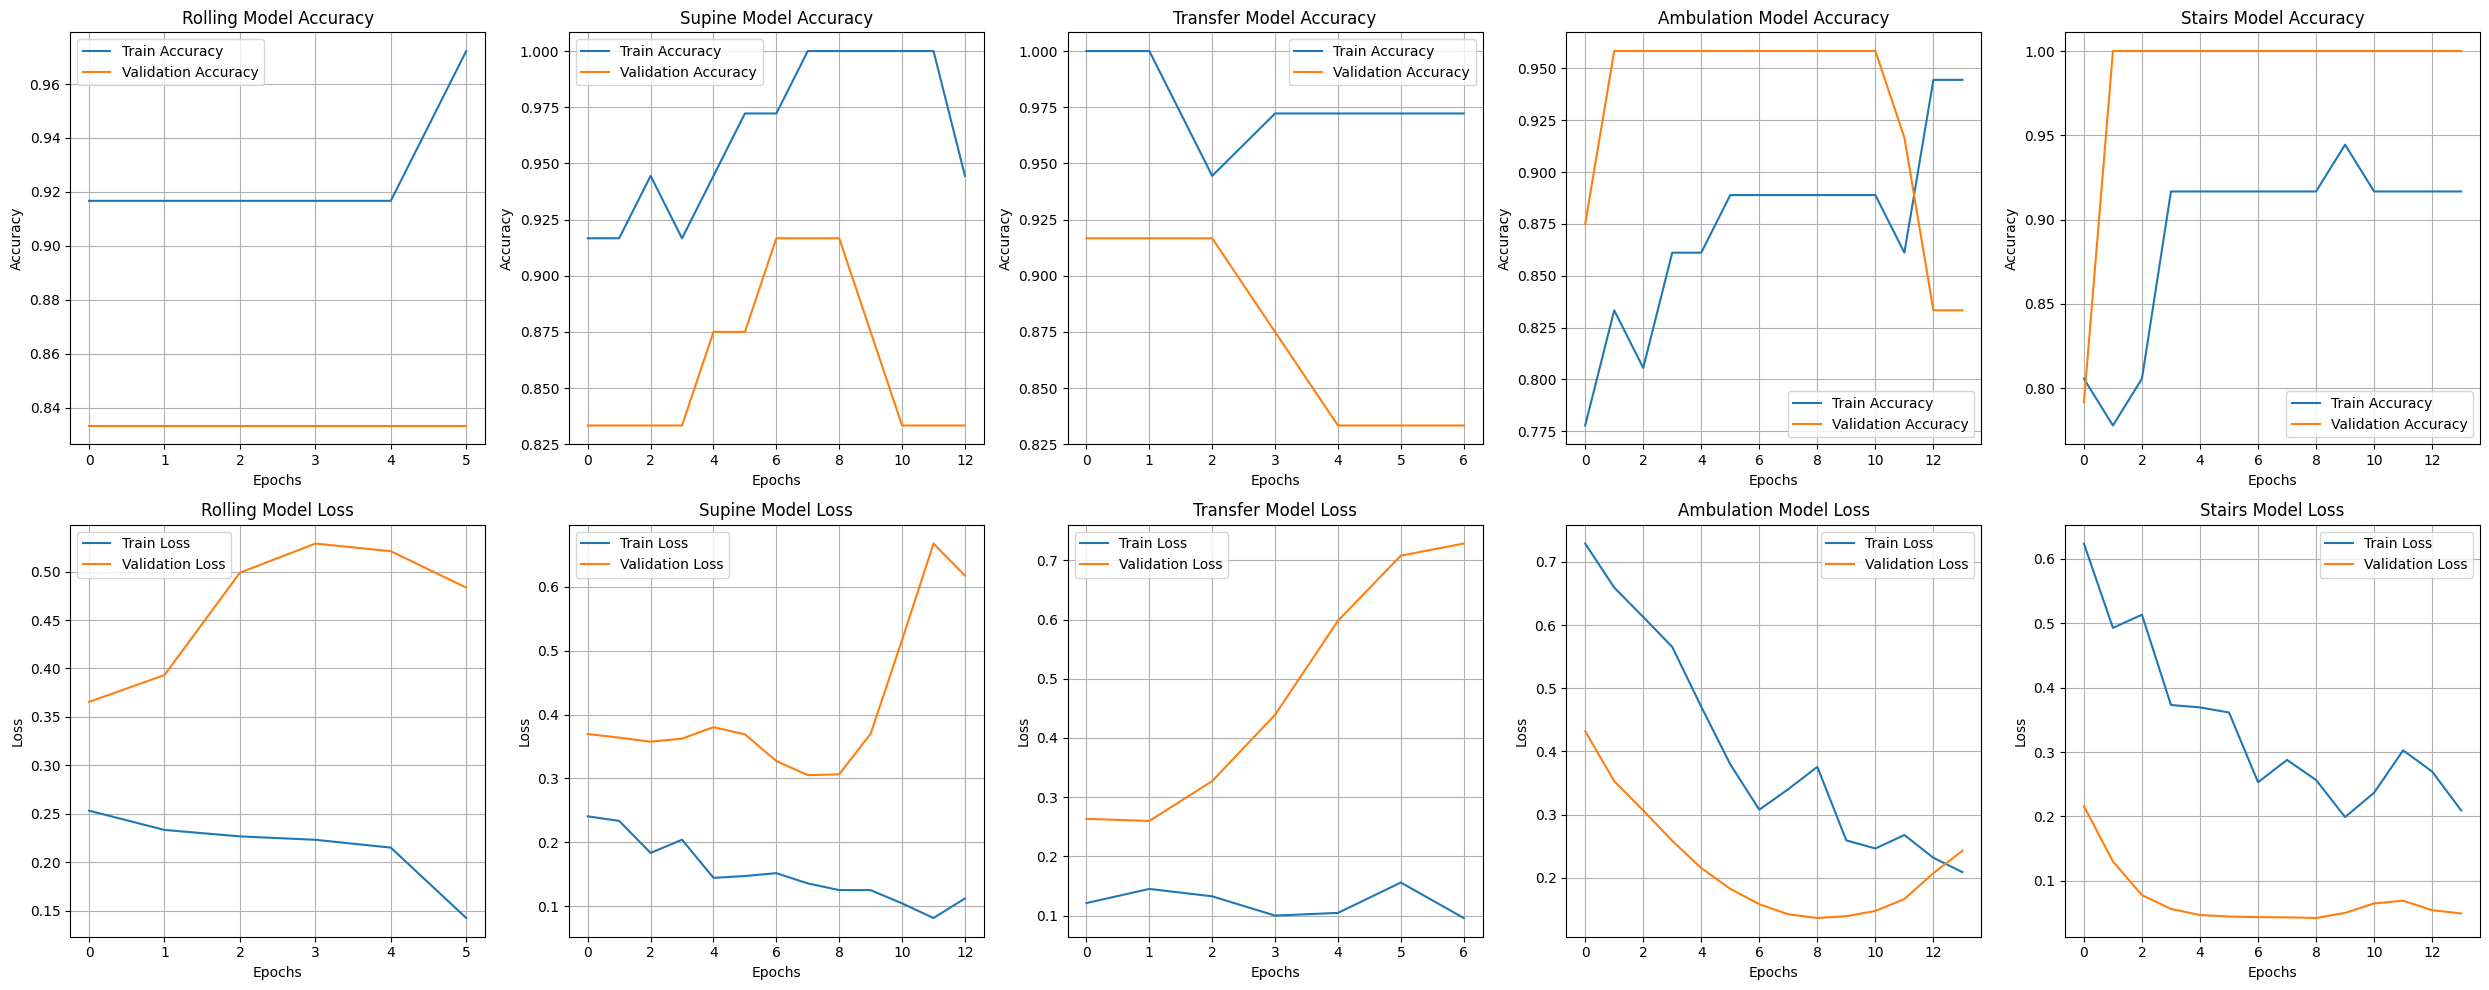 Rolling Model Accuracy
Train Accuracy
Validation Accuracy
0.96
0.94
0.92
0.90
0.88
0.86
0.84
Accuracy
0 1 2 3 4 5
Epochs
Supine Model Accuracy
Train Accuracy
Validation Accuracy
1.000
0.975
0.950
0.925
0.900
0.875
0.850
0.825
Accuracy
0 2 4 6 8 10 12
Epochs
Transfer Model Accuracy
Train Accuracy
Validation Accuracy
1.000
0.975
0.950
0.925
0.900
0.875
0.850
0.825
Accuracy
0 1 2 3 4 5 6
Epochs
Ambulation Model Accuracy
0.950
0.925
0.900
0.875
0.850
0.825
0.800
0.775
Accuracy
Train Accuracy
Validation Accuracy
0 2 4 6 8 10 12
Epochs
Stairs Model Accuracy
1.00
0.95
0.90
0.85
0.80
Accuracy
Train Accuracy
Validation Accuracy
0 2 4 6 8 10 12
Epochs
Rolling Model Loss
Train Loss
Validation Loss
0.50
0.45
0.40
0.35
0.30
0.25
0.20
0.15
Loss
0 1 2 3 4 5
Epochs
Supine Model Loss
Train Loss
Validation Loss
0.6
0.5
0.4
0.3
0.2
0.1
Loss
0 2 4 6 8 10 12
Epochs
Transfer Model Loss
Train Loss
Validation Loss
0.7
0.6
0.5
0.4
0.3
0.2
0.1
Loss
0 1 2 3 4 5 6
Epochs
Ambulation Model Loss
Train Loss
Validation Loss
0.7
0.6
0.5
0.4
0.3
0.2
Loss
0 2 4 6 8 10 12
Epochs
Stairs Model Loss
Train Loss
Validation Loss
0.6
0.5
0.4
0.3
0.2
0.1
Loss
0 2 4 6 8 10 12
Epochs